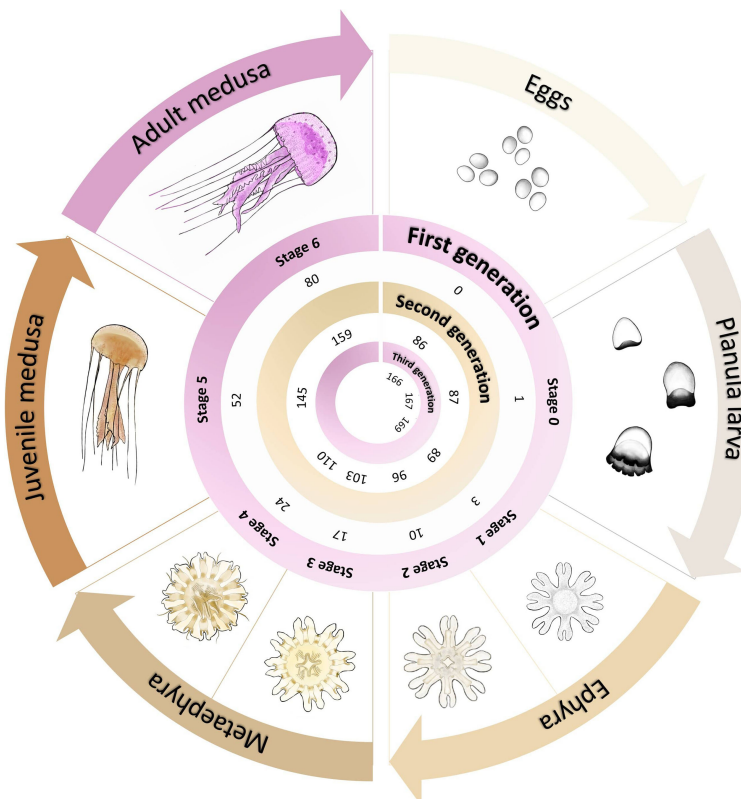 Adult medusa
Eggs
Planula larva
Ephyra
Metaephyra
Juvenile medusa
First generation
Stage 0
Stage 1
Stage 2
Stage 3
Stage 4
Stage 5
Stage 6
0
1
3
10
17
24
52
80
Second generation
86
87
89
96
103
110
145
159
Third generation
166
167
169